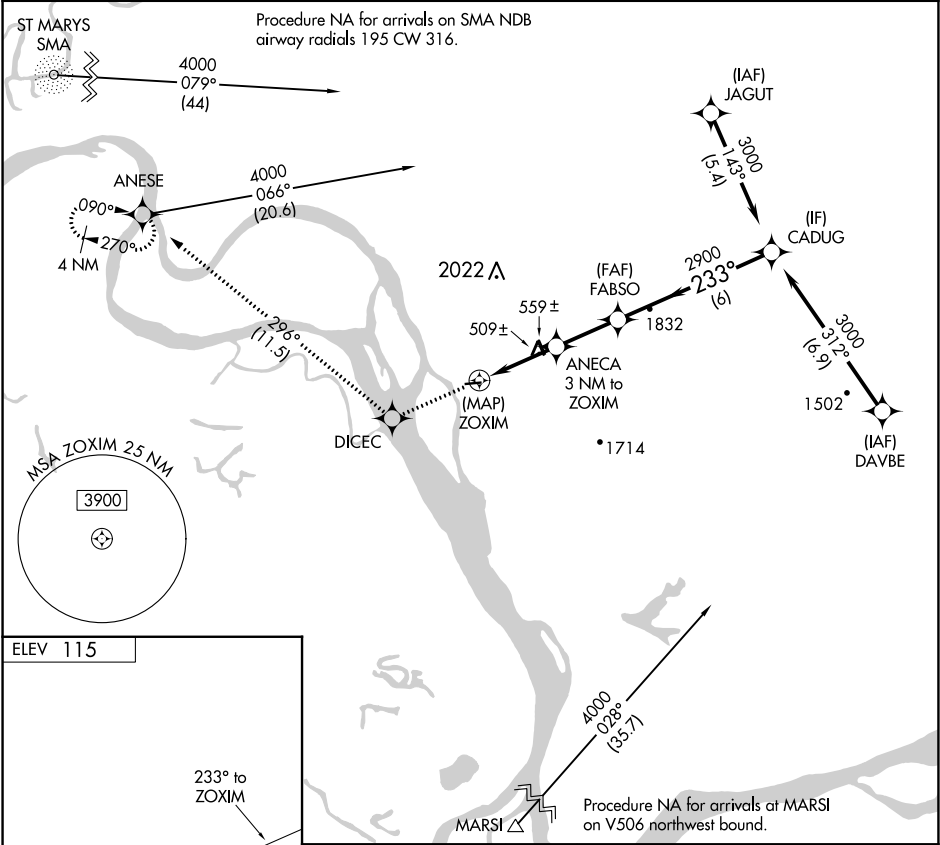 Procedure NA for arrivals on SMA NDB
airway radials 195 CW 316.
ST MARYS
SMA
4000
079°
(44)
(IAF)
JAGUT
3000
143°
(5.4)
ANESE
4000
066°
(20.6)
090°
270°
4 NM
(IF)
CADUG
2900
233°
(6)
2022
(FAF)
FABSO
1832
559±
509±
296°
(11.5)
ANECA
3 NM to
ZOXIM
(MAP)
ZOXIM
3000
312°
(6.9)
1502
(IAF)
DAVBE
DICEC
1714
MSA ZOXIM 25 NM
3900
ELEV 115
233° to
ZOXIM
4000
028°
(35.7)
MARSI
Procedure NA for arrivals at MARSI
on V506 northwest bound.